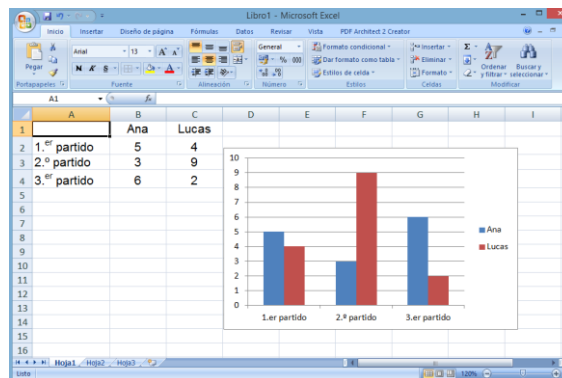 Libro1 - Microsoft Excel
Inicio Insertar Diseño de página Fórmulas Datos Revisar Vista PDF Architect 2 Creator
Pegar
Portapapeles
Arial 13 A A
N K S A
Fuente
Alineación
General
% 000
Número
Formato condicional
Dar formato como tabla
Estilos de celda
Estilos
Insertar
Eliminar
Formato
Celdas
Σ
Ordenar y filtrar
Buscar y seleccionar
Modificar
A1 fx
A B C D E F G H I
1 Ana Lucas
2 1.er partido 5 4
3 2.º partido 3 9
4 3.er partido 6 2
5
6
7
8
9
10
11
12
13
14
15
16
10
9
8
7
6
5
4
3
2
1
0
1.er partido 2.º partido 3.er partido
Ana
Lucas
Hoja1 Hoja2 Hoja3
Listo 120%